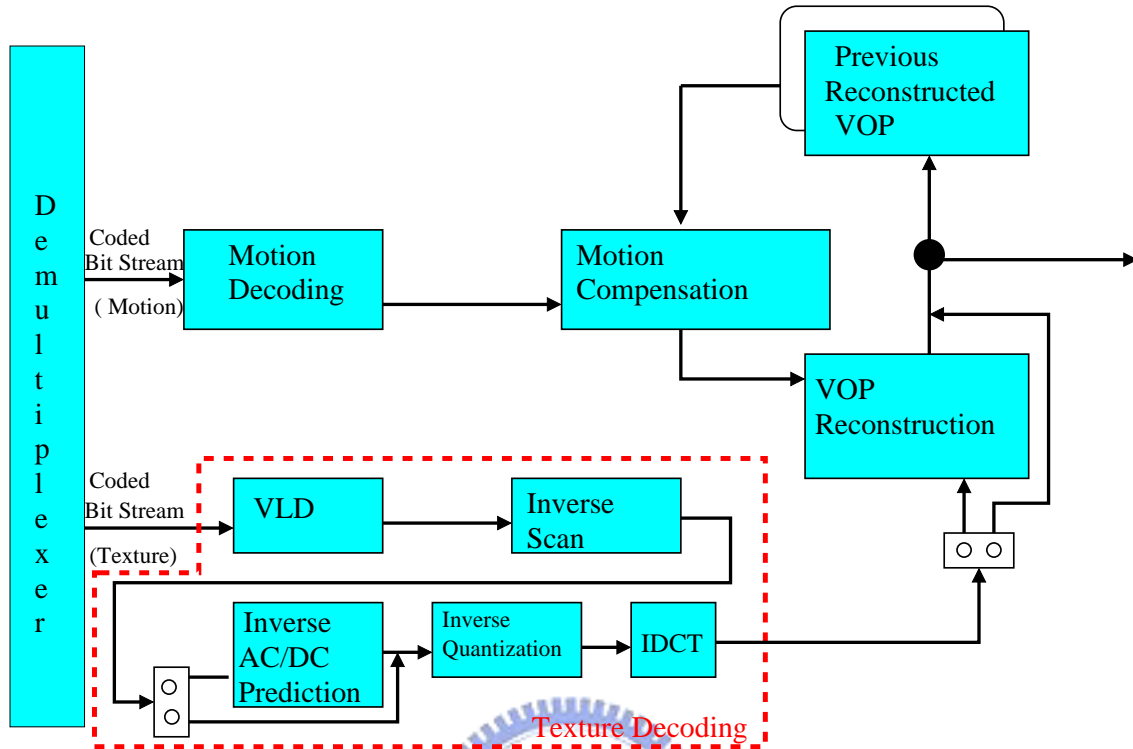 Previous
Reconstructed
VOP
Demultiplexer
Coded
Bit Stream
( Motion)
Motion
Decoding
Motion
Compensation
VOP
Reconstruction
Coded
Bit Stream
(Texture)
VLD
Inverse
Scan
Inverse
AC/DC
Prediction
Inverse
Quantization
IDCT
Texture Decoding